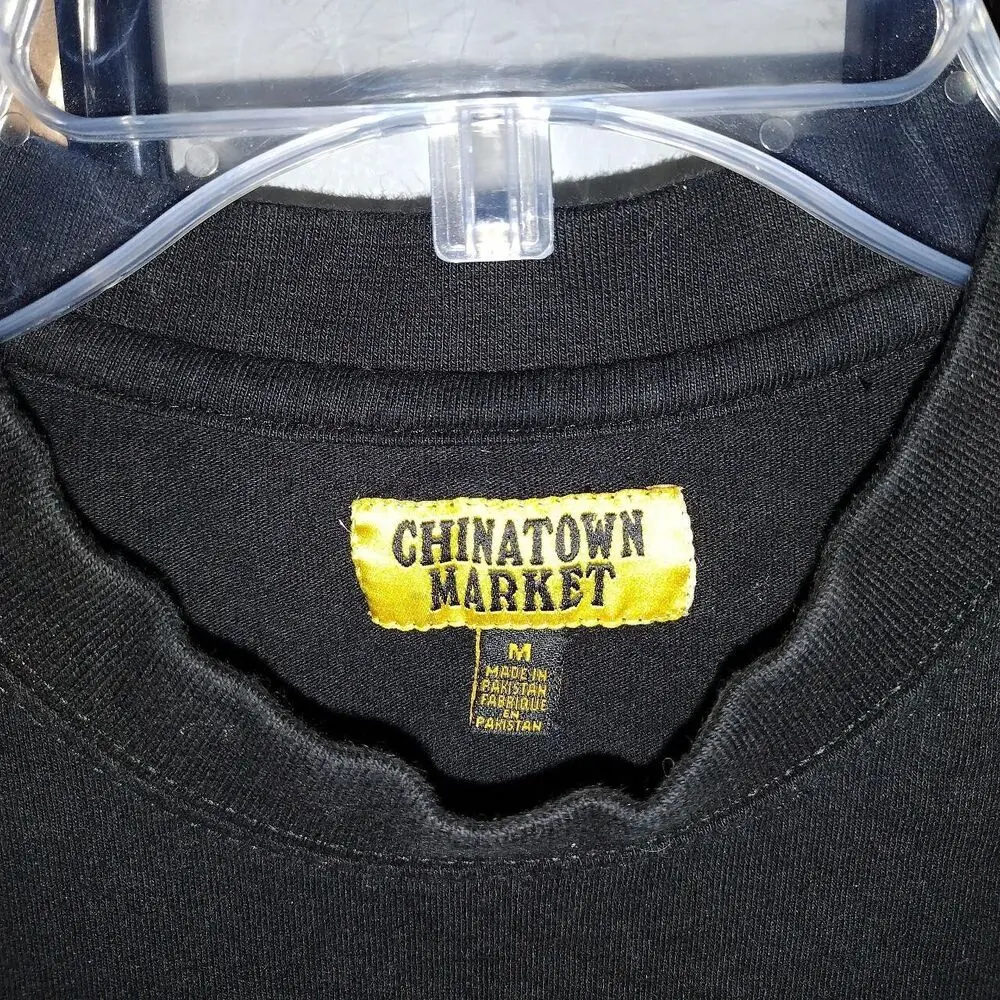 CHINATOWN
MARKET
M
MADE IN
PAKISTAN
FABRIQUE
EN
PAKISTAN